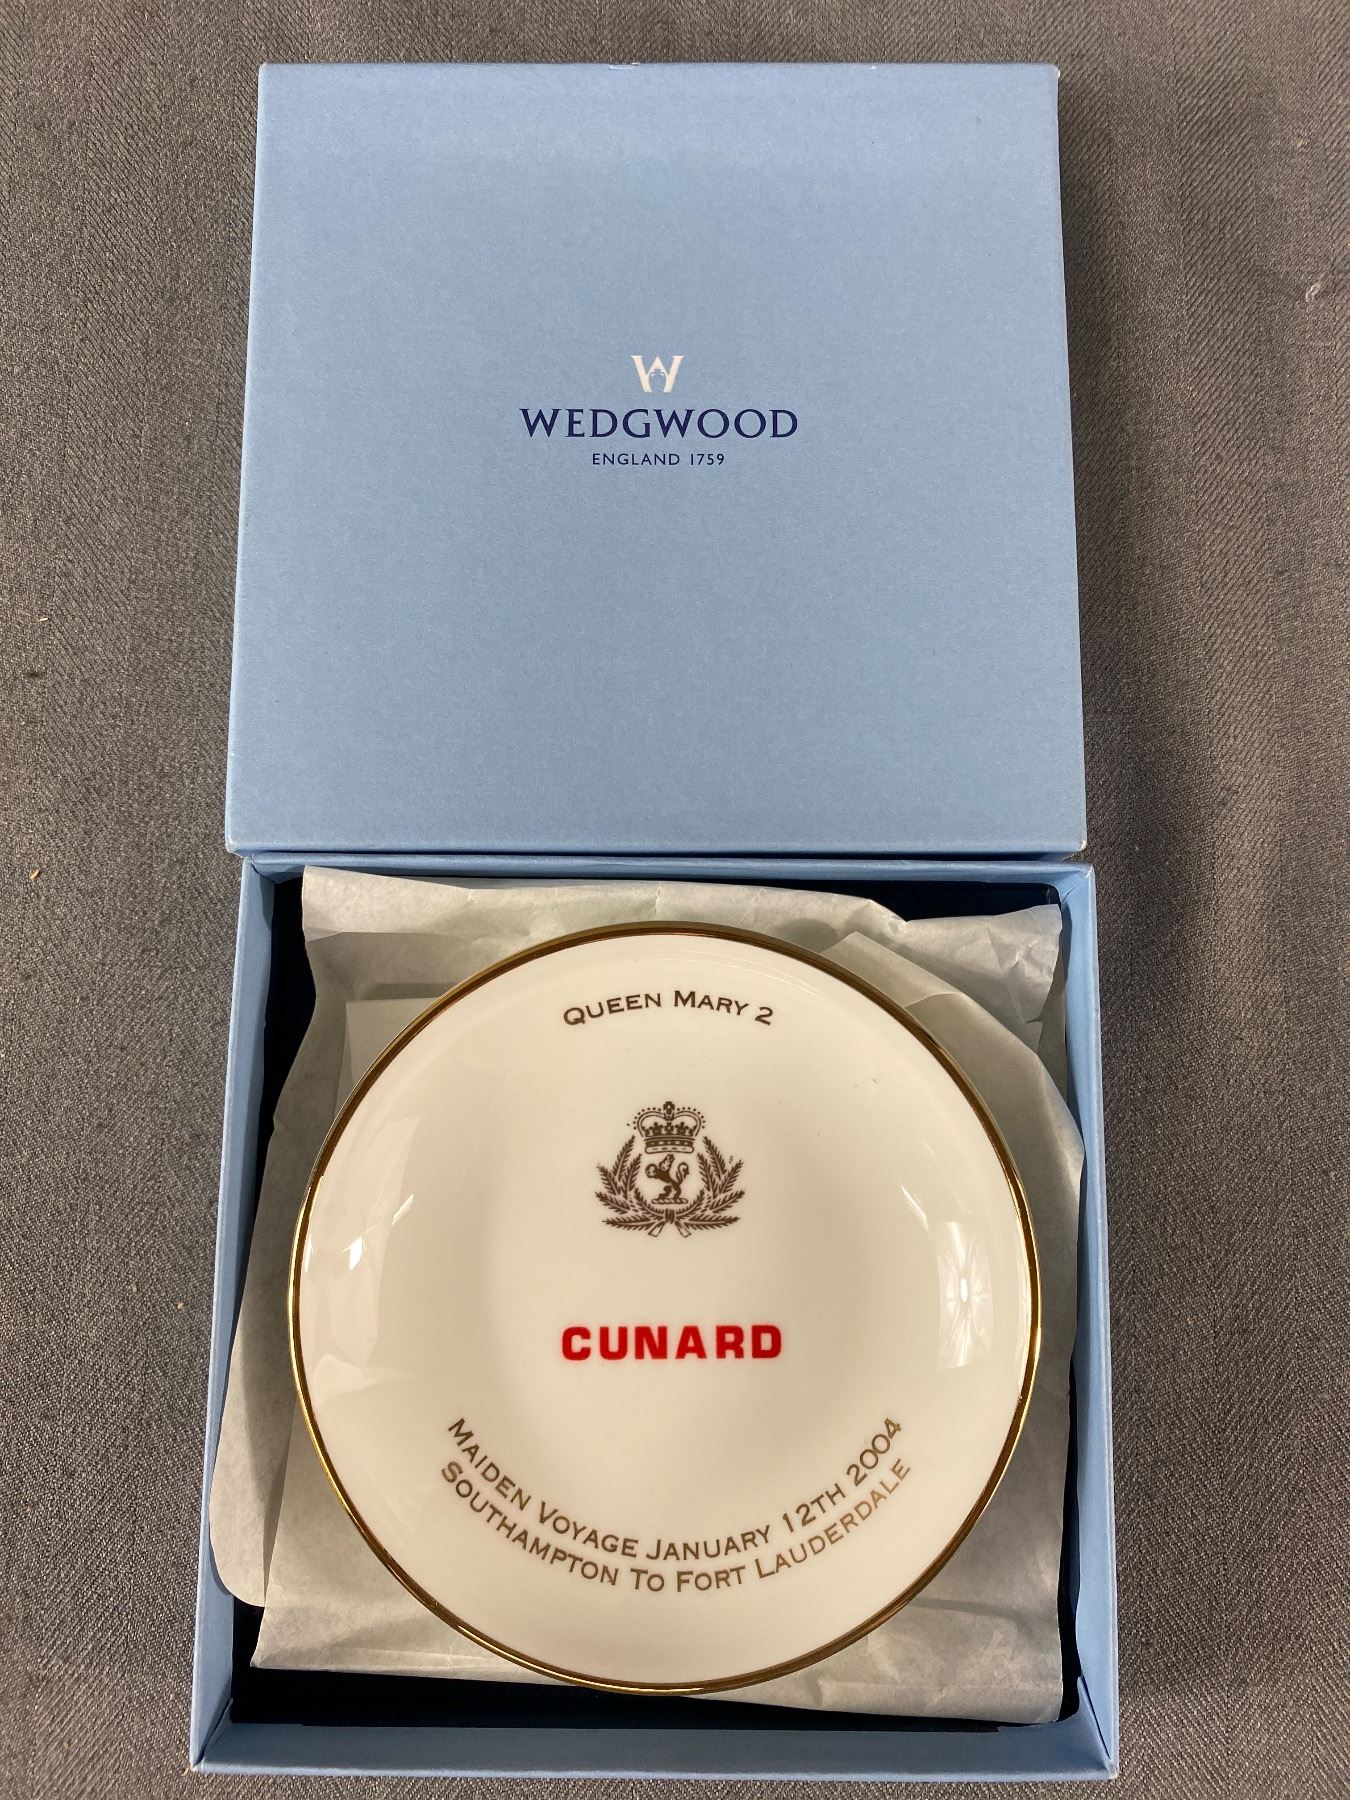 W
WEDGWOOD
ENGLAND 1759
QUEEN MARY 2
CUNARD
MAIDEN VOYAGE JANUARY 12TH 2004
SOUTHAMPTON TO FORT LAUDERDALE